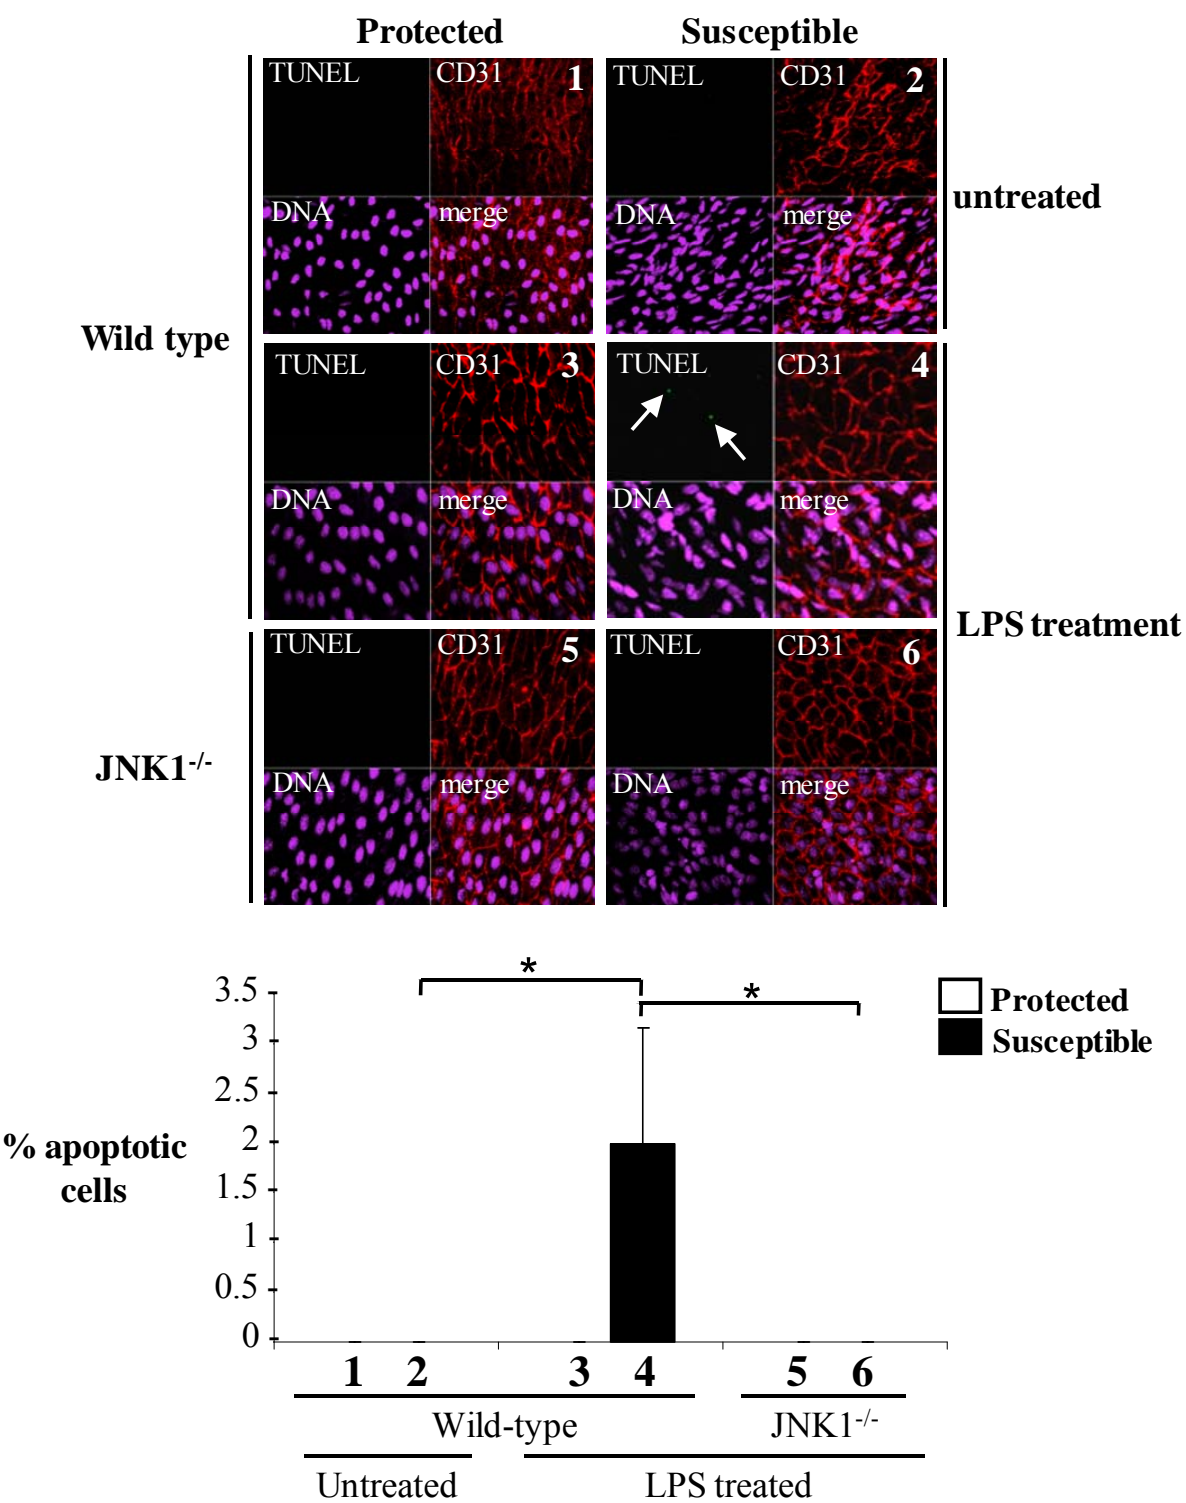 Protected Susceptible
TUNEL CD31 1 TUNEL CD31 2
untreated
DNA merge DNA merge
Wild type
TUNEL CD31 3 TUNEL CD31 4
DNA merge DNA merge
LPS treatment
TUNEL CD31 5 TUNEL CD31 6
JNK1-/-
DNA merge DNA merge
* *
3.5
3
2.5
2
1.5
1
0.5
0
% apoptotic
cells
Protected
Susceptible
1 2 3 4 5 6
Wild-type JNK1-/-
Untreated LPS treated